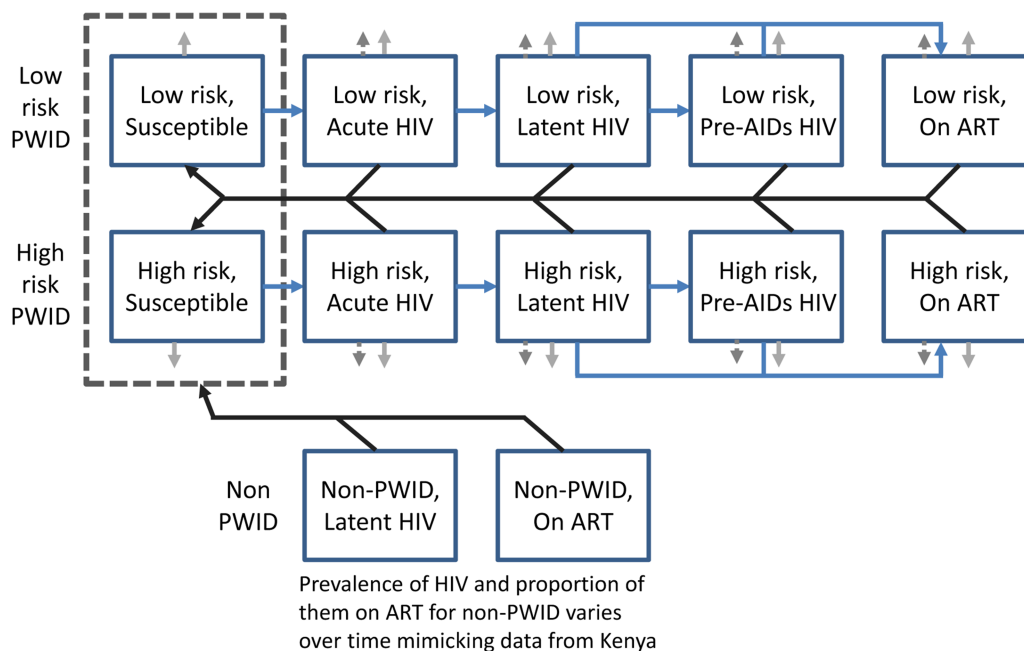 Low
risk
PWID
Low risk,
Susceptible
Low risk,
Acute HIV
Low risk,
Latent HIV
Low risk,
Pre-AIDs HIV
Low risk,
On ART
High
risk
PWID
High risk,
Susceptible
High risk,
Acute HIV
High risk,
Latent HIV
High risk,
Pre-AIDs HIV
High risk,
On ART
Non
PWID
Non-PWID,
Latent HIV
Non-PWID,
On ART
Prevalence of HIV and proportion of
them on ART for non-PWID varies
over time mimicking data from Kenya